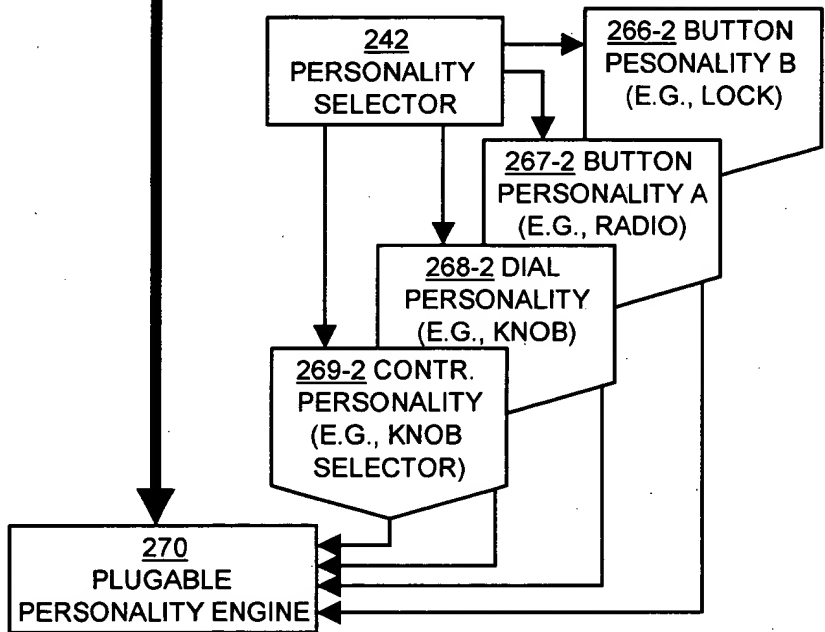 242
PERSONALITY
SELECTOR
266-2 BUTTON
PESONALITY B
(E.G., LOCK)
267-2 BUTTON
PERSONALITY A
(E.G., RADIO)
268-2 DIAL
PERSONALITY
(E.G., KNOB)
269-2 CONTR.
PERSONALITY
(E.G., KNOB
SELECTOR)
270
PLUGABLE
PERSONALITY ENGINE